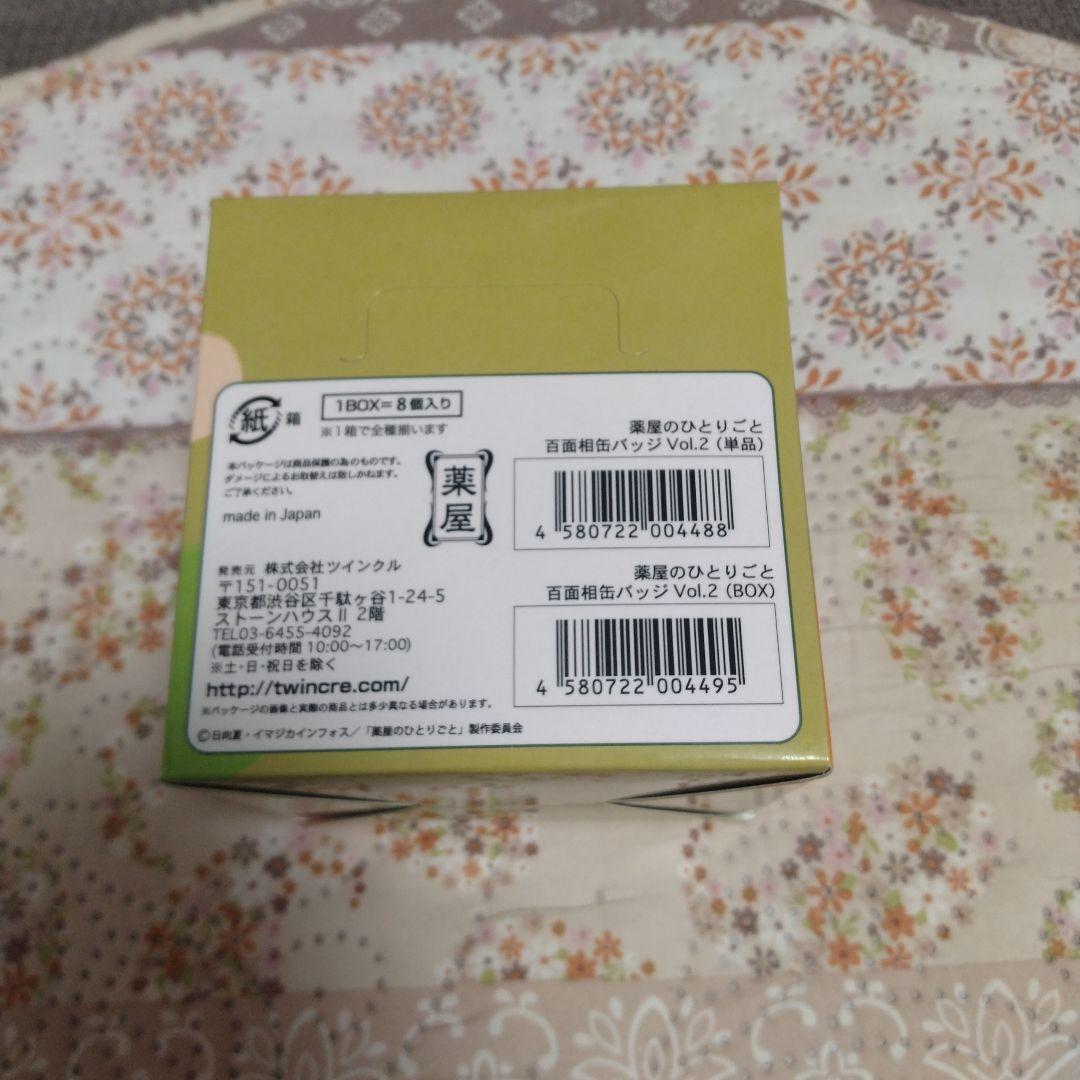 紙
箱
1BOX=8個入り
※1箱で全種揃います
本パッケージは商品保護の為のものです。
ダメージによるお取替えは致しかねます。
ご了承ください。
made in Japan
薬屋
発売元 株式会社ツインクル
〒151-0051
東京都渋谷区千駄ヶ谷1-24-5
ストーンハウスⅡ 2階
TEL03-6455-4092
(電話受付時間 10:00〜17:00)
※土・日・祝日を除く
http://twincre.com/
※パッケージの画像と実際の商品とは多少異なる場合があります。
©日向夏・イマジカインフォス/「薬屋のひとりごと」製作委員会
薬屋のひとりごと
百面相缶バッジ Vol.2 (単品)
4 580722 004488
薬屋のひとりごと
百面相缶バッジ Vol.2 (BOX)
4 580722 004495